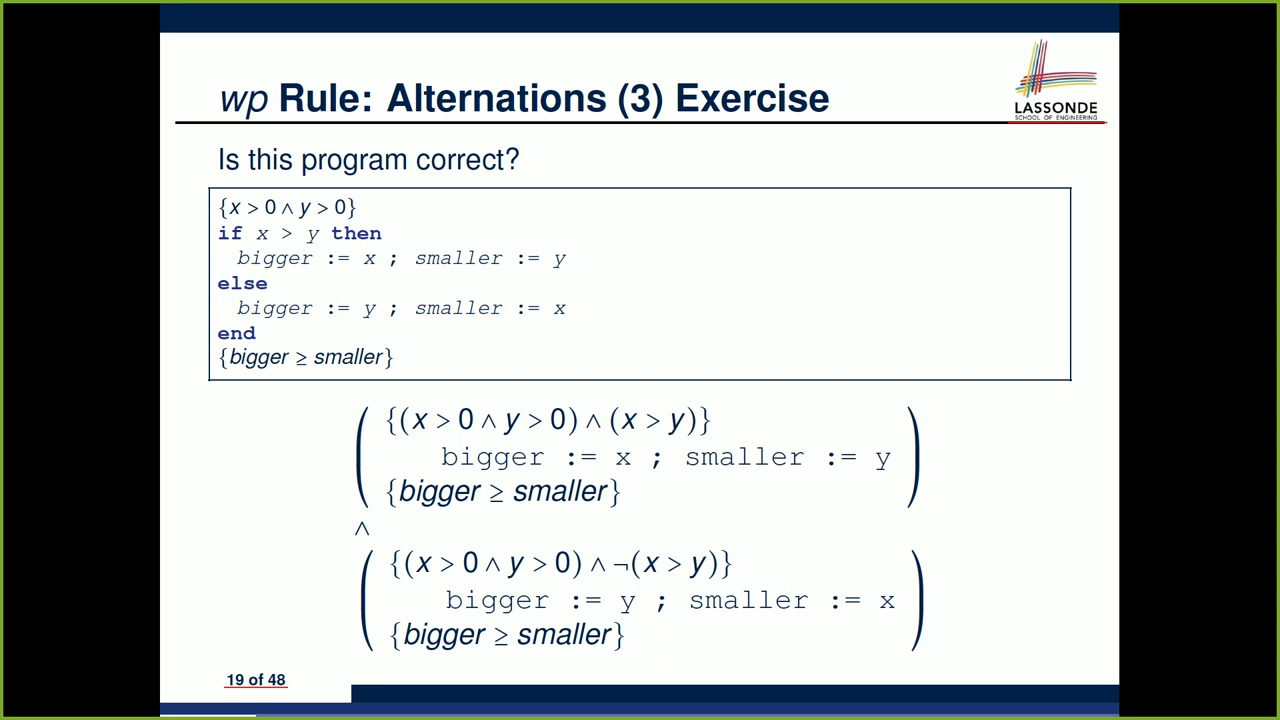 wp Rule: Alternations (3) Exercise
LASSONDE
SCHOOL OF ENGINEERING
Is this program correct?
{x > 0 ∧ y > 0}
if x > y then
bigger := x ; smaller := y
else
bigger := y ; smaller := x
end
{bigger ≥ smaller}
{(x > 0 ∧ y > 0) ∧ (x > y)}
bigger := x ; smaller := y
{bigger ≥ smaller}
∧
{(x > 0 ∧ y > 0) ∧ ¬(x > y)}
bigger := y ; smaller := x
{bigger ≥ smaller}
19 of 48